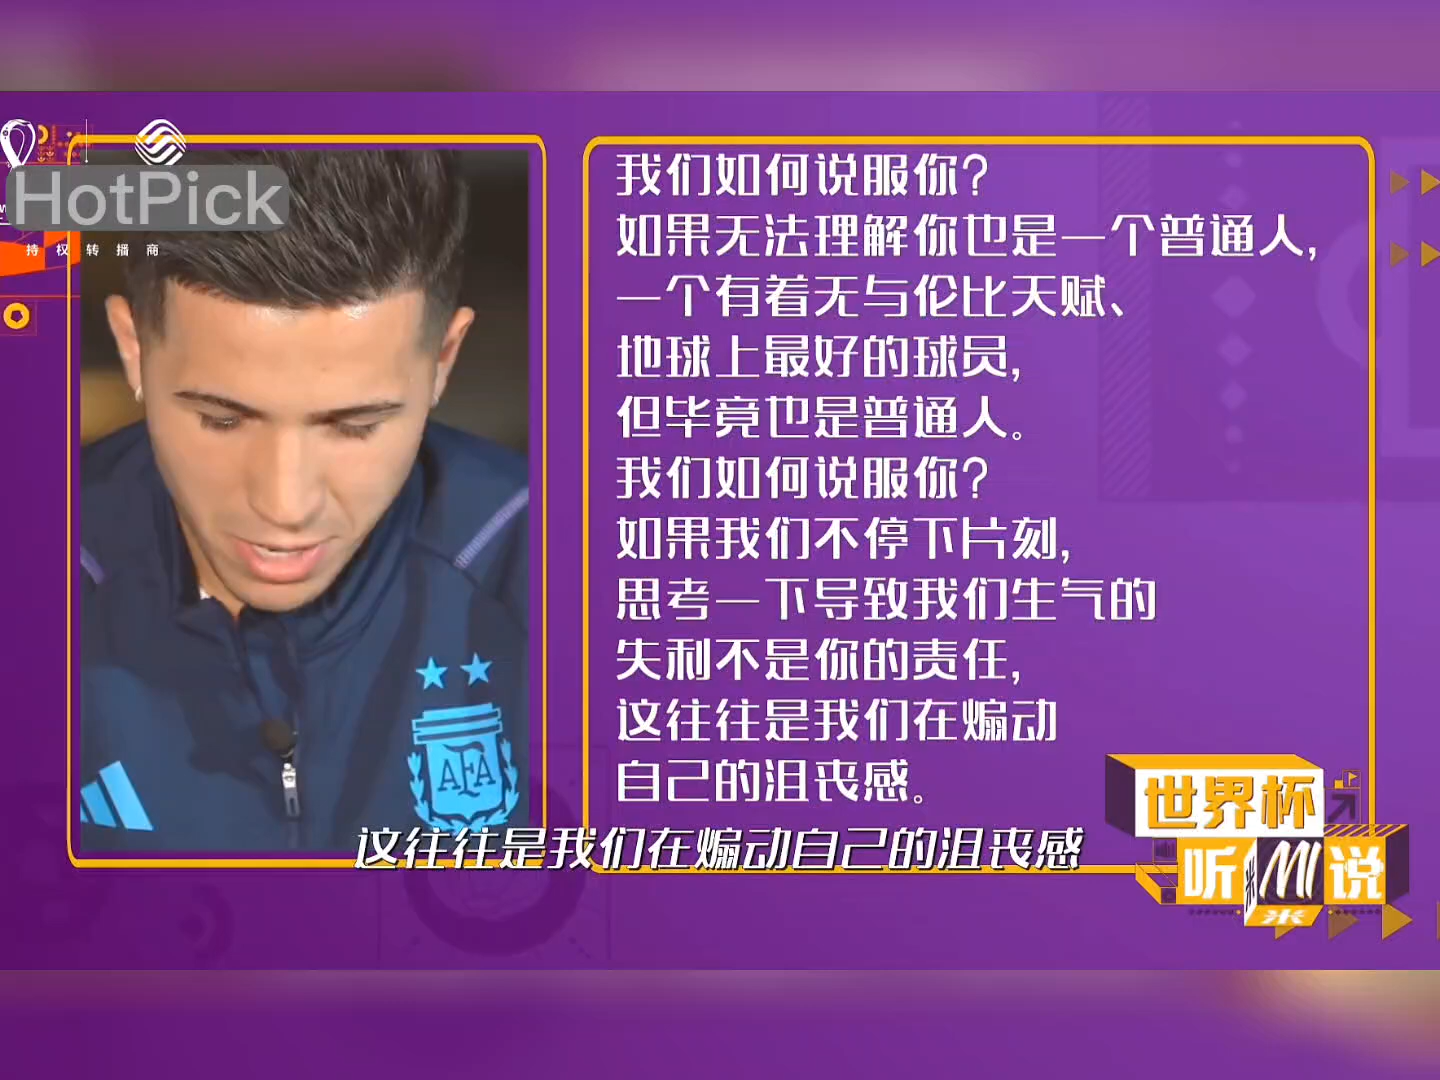 HotPick
持权转播商
我们如何说服你？
如果无法理解你也是一个普通人，
一个有着无与伦比天赋、
地球上最好的球员，
但毕竟也是普通人。
我们如何说服你？
如果我们不停下片刻，
思考一下导致我们生气的
失利不是你的责任，
这往往是我们在煽动
自己的沮丧感。
AFA
这往往是我们在煽动自己的沮丧感
世界杯
听MI说
米